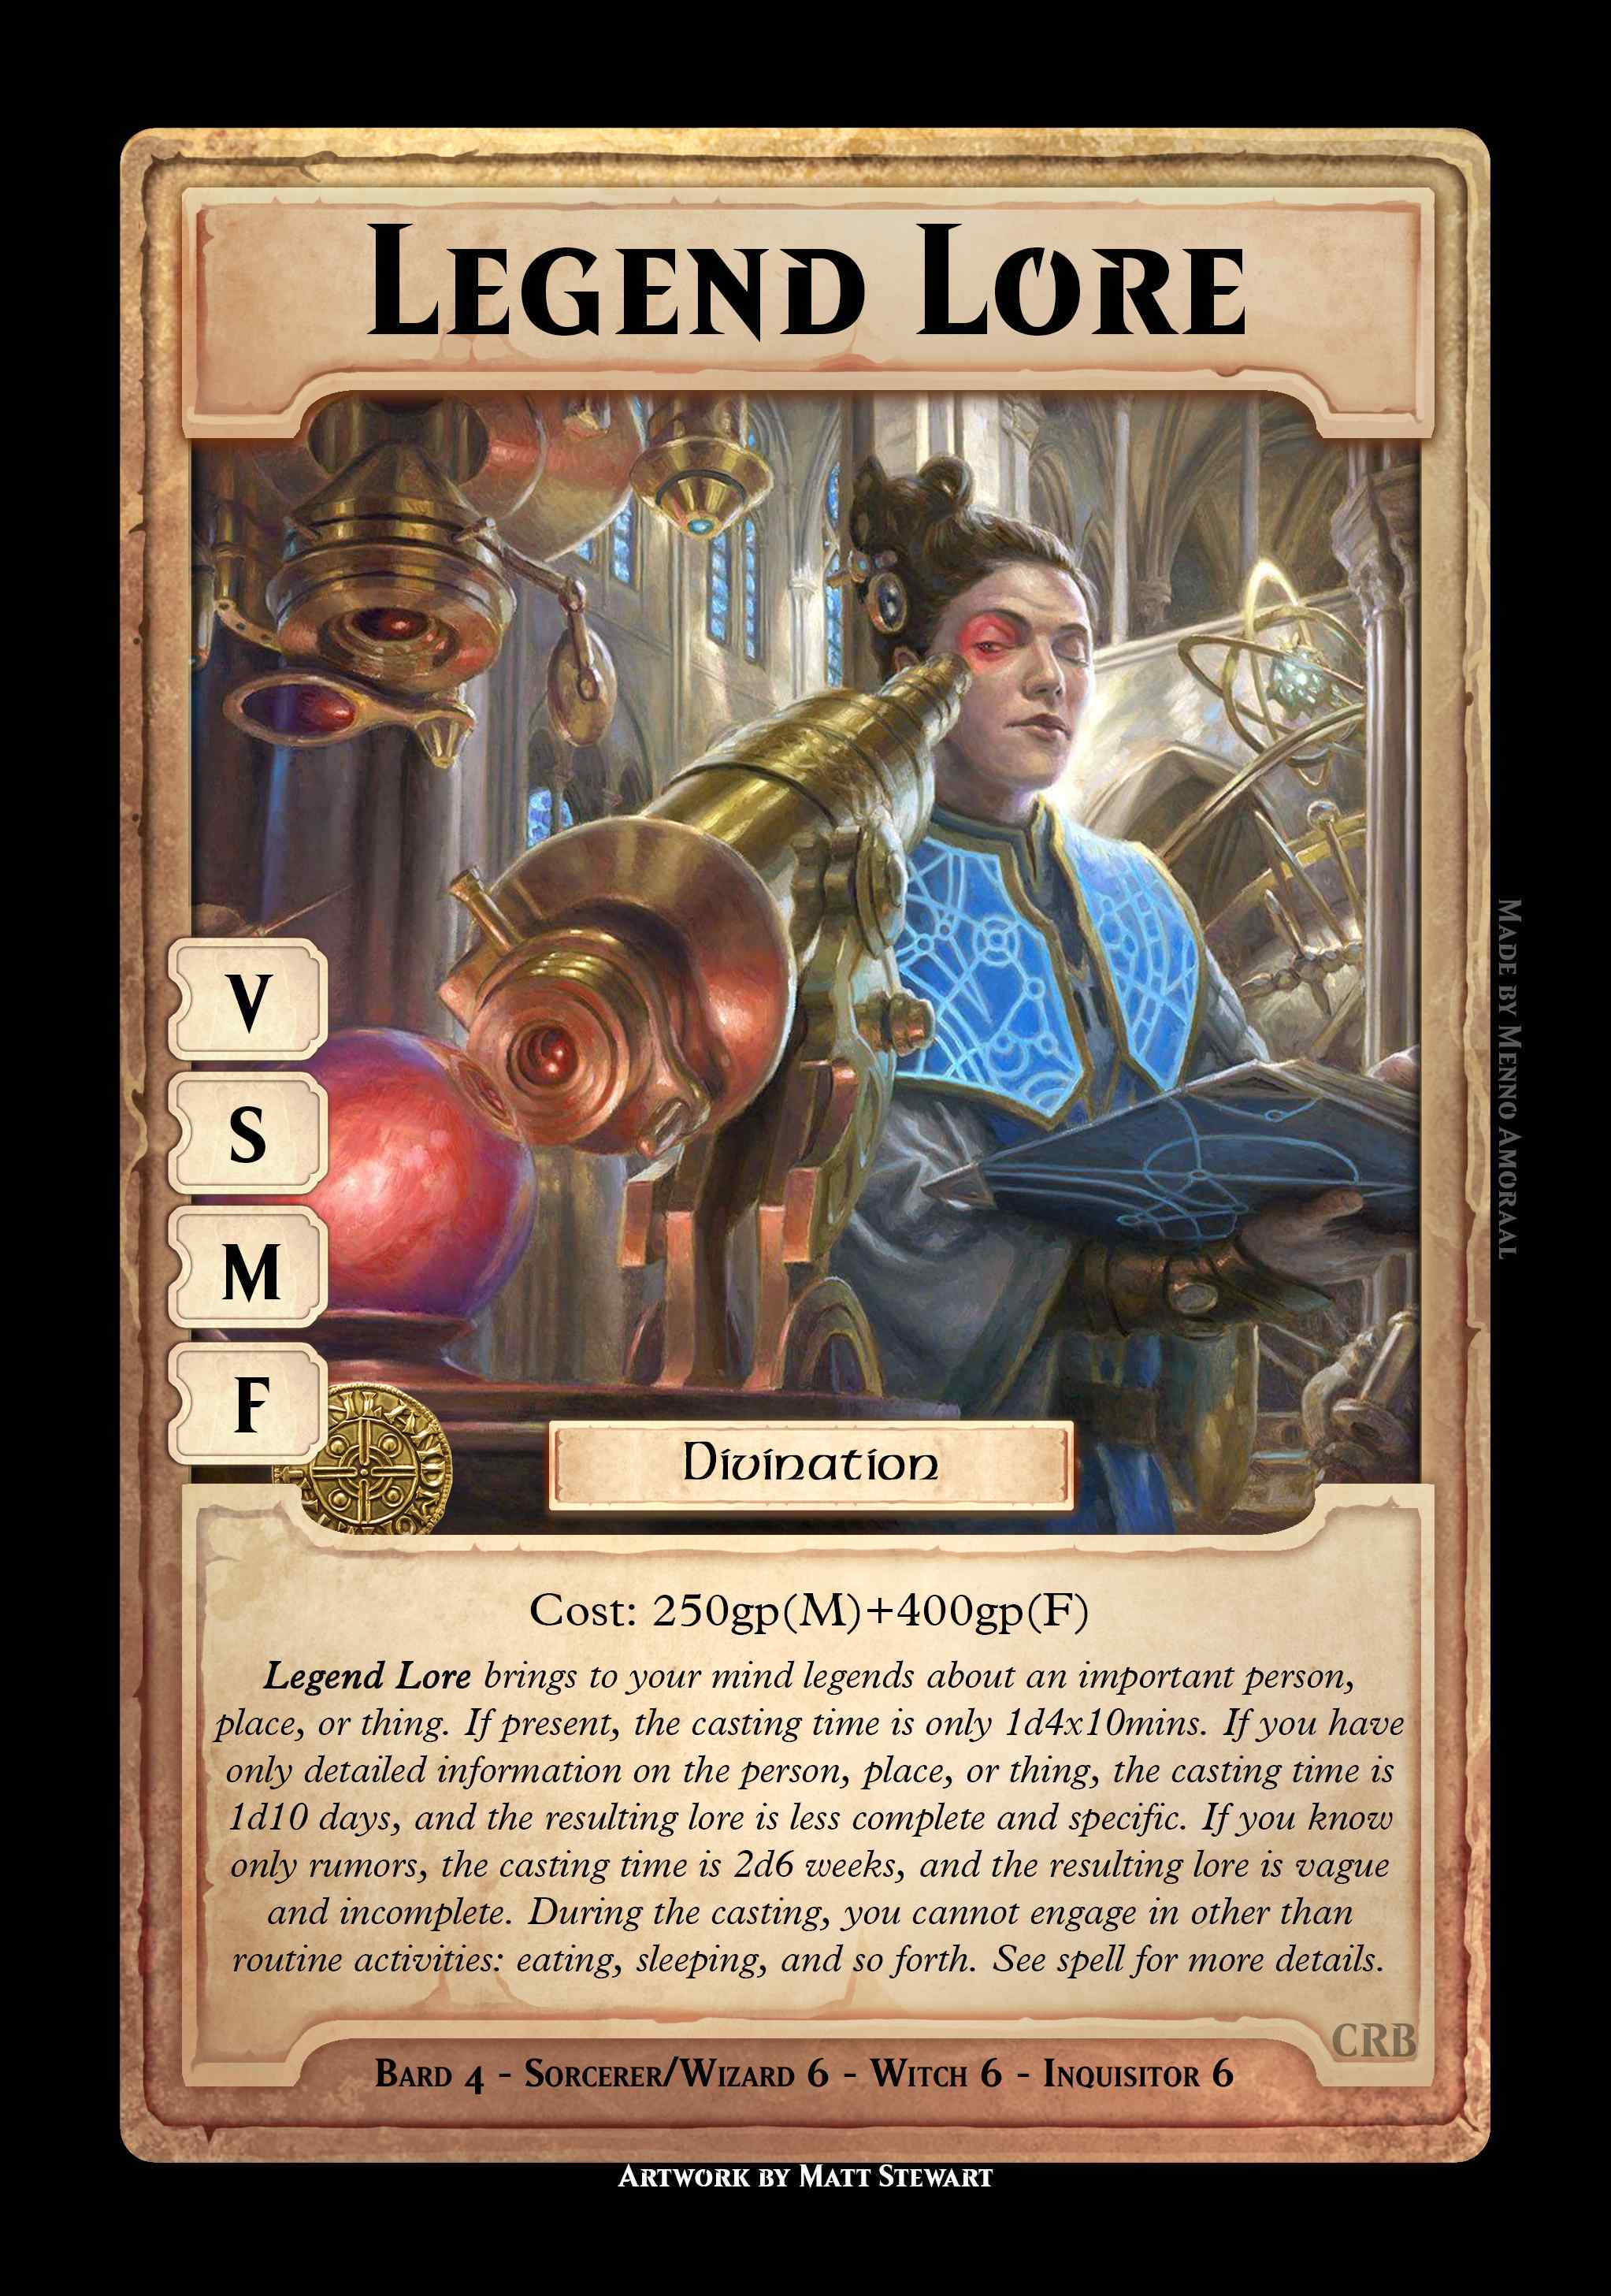 Legend Lore
V
S
M
F
Divination
Cost: 250gp(M)+400gp(F)
Legend Lore brings to your mind legends about an important person,
place, or thing. If present, the casting time is only 1d4x10mins. If you have
only detailed information on the person, place, or thing, the casting time is
1d10 days, and the resulting lore is less complete and specific. If you know
only rumors, the casting time is 2d6 weeks, and the resulting lore is vague
and incomplete. During the casting, you cannot engage in other than
routine activities: eating, sleeping, and so forth. See spell for more details.
CRB
Bard 4 - Sorcerer/Wizard 6 - Witch 6 - Inquisitor 6
Artwork by Matt Stewart
Made by Menno Amoraal